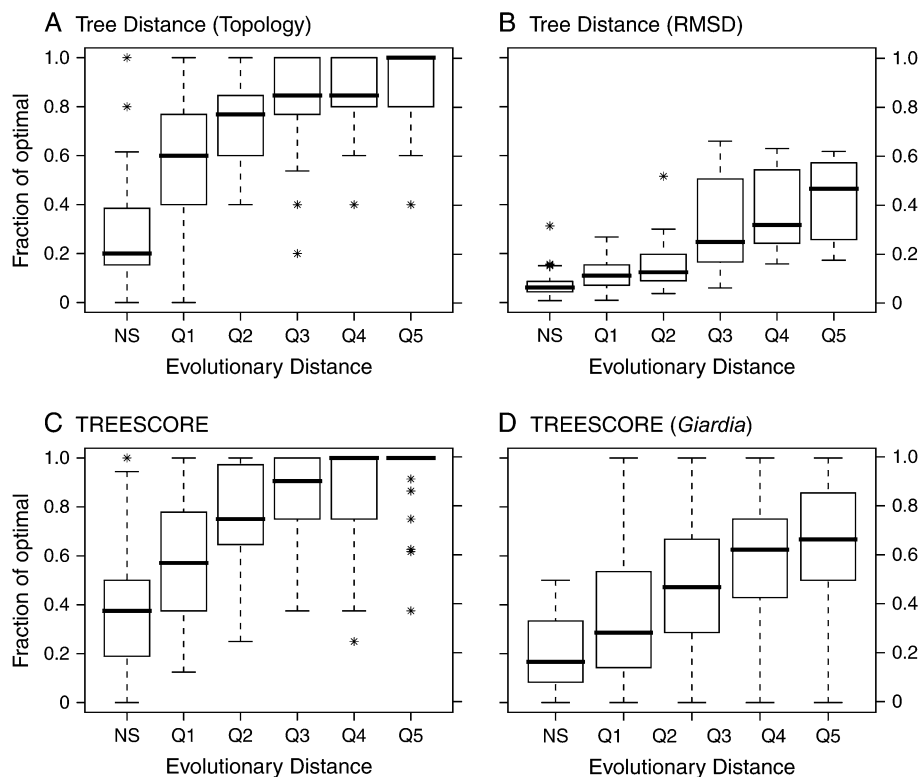 A Tree Distance (Topology)
B Tree Distance (RMSD)
Fraction of optimal
1.0
0.8
0.6
0.4
0.2
0
1.0
0.8
0.6
0.4
0.2
0
NS Q1 Q2 Q3 Q4 Q5
NS Q1 Q2 Q3 Q4 Q5
Evolutionary Distance
Evolutionary Distance
C TREESCORE
D TREESCORE (Giardia)
Fraction of optimal
1.0
0.8
0.6
0.4
0.2
0
1.0
0.8
0.6
0.4
0.2
0
NS Q1 Q2 Q3 Q4 Q5
NS Q1 Q2 Q3 Q4 Q5
Evolutionary Distance
Evolutionary Distance